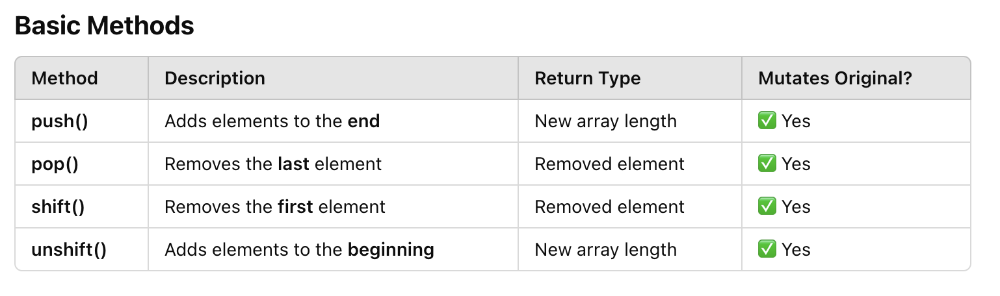 Basic Methods
Method Description Return Type Mutates Original?
push() Adds elements to the end New array length ✅ Yes
pop() Removes the last element Removed element ✅ Yes
shift() Removes the first element Removed element ✅ Yes
unshift() Adds elements to the beginning New array length ✅ Yes